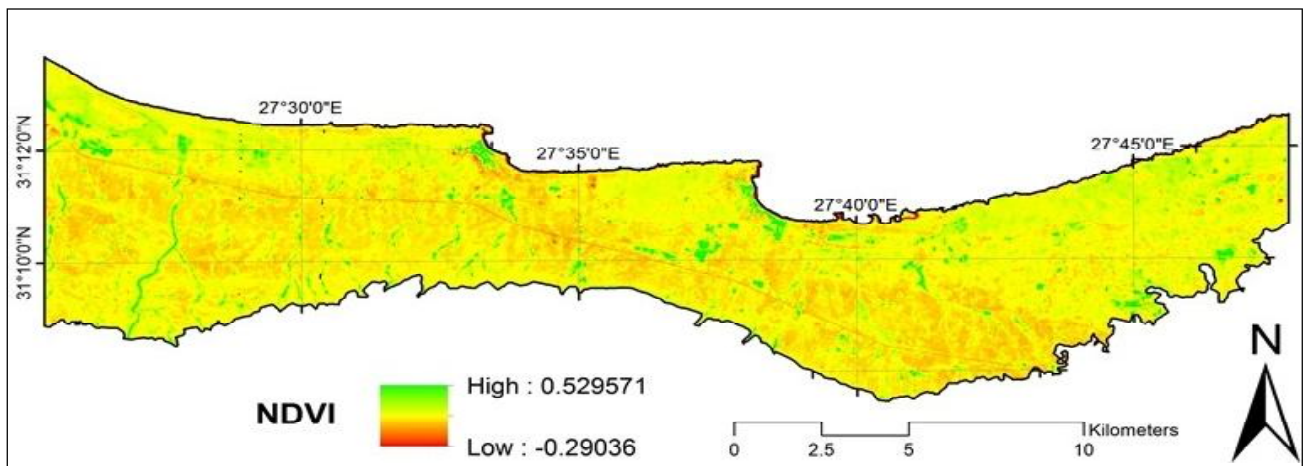 27°30'0"E
27°35'0"E
27°40'0"E
27°45'0"E
31°12'0"N
31°10'0"N
NDVI
High : 0.529571
Low : -0.29036
N
Kilometers
0 2.5 5 10